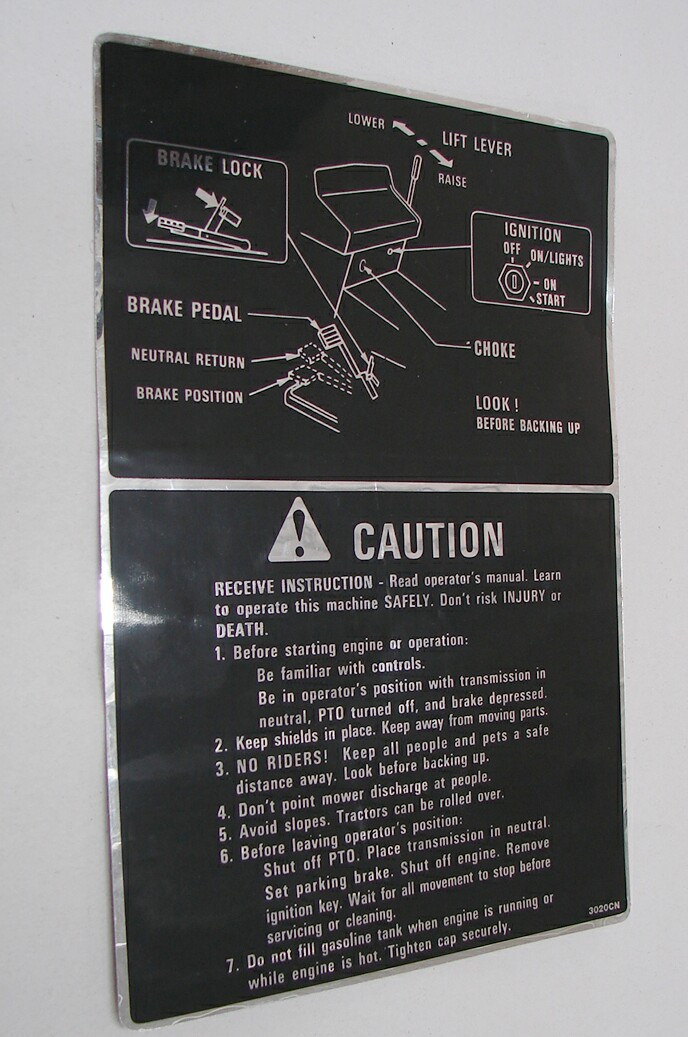 LOWER
LIFT LEVER
RAISE
BRAKE LOCK
IGNITION
OFF
ON/LIGHTS
- ON
START
BRAKE PEDAL
NEUTRAL RETURN
BRAKE POSITION
CHOKE
LOOK!
BEFORE BACKING UP
! CAUTION
RECEIVE INSTRUCTION - Read operator's manual. Learn
to operate this machine SAFELY. Don't risk INJURY or
DEATH.
1. Before starting engine or operation:
Be familiar with controls.
Be in operator's position with transmission in
neutral, PTO turned off, and brake depressed.
2. Keep shields in place. Keep away from moving parts.
3. NO RIDERS! Keep all people and pets a safe
distance away. Look before backing up.
4. Don't point mower discharge at people.
5. Avoid slopes. Tractors can be rolled over.
6. Before leaving operator's position:
Shut off PTO. Place transmission in neutral.
Set parking brake. Shut off engine. Remove
ignition key. Wait for all movement to stop before
servicing or cleaning.
7. Do not fill gasoline tank when engine is running or
while engine is hot. Tighten cap securely.
3020CN